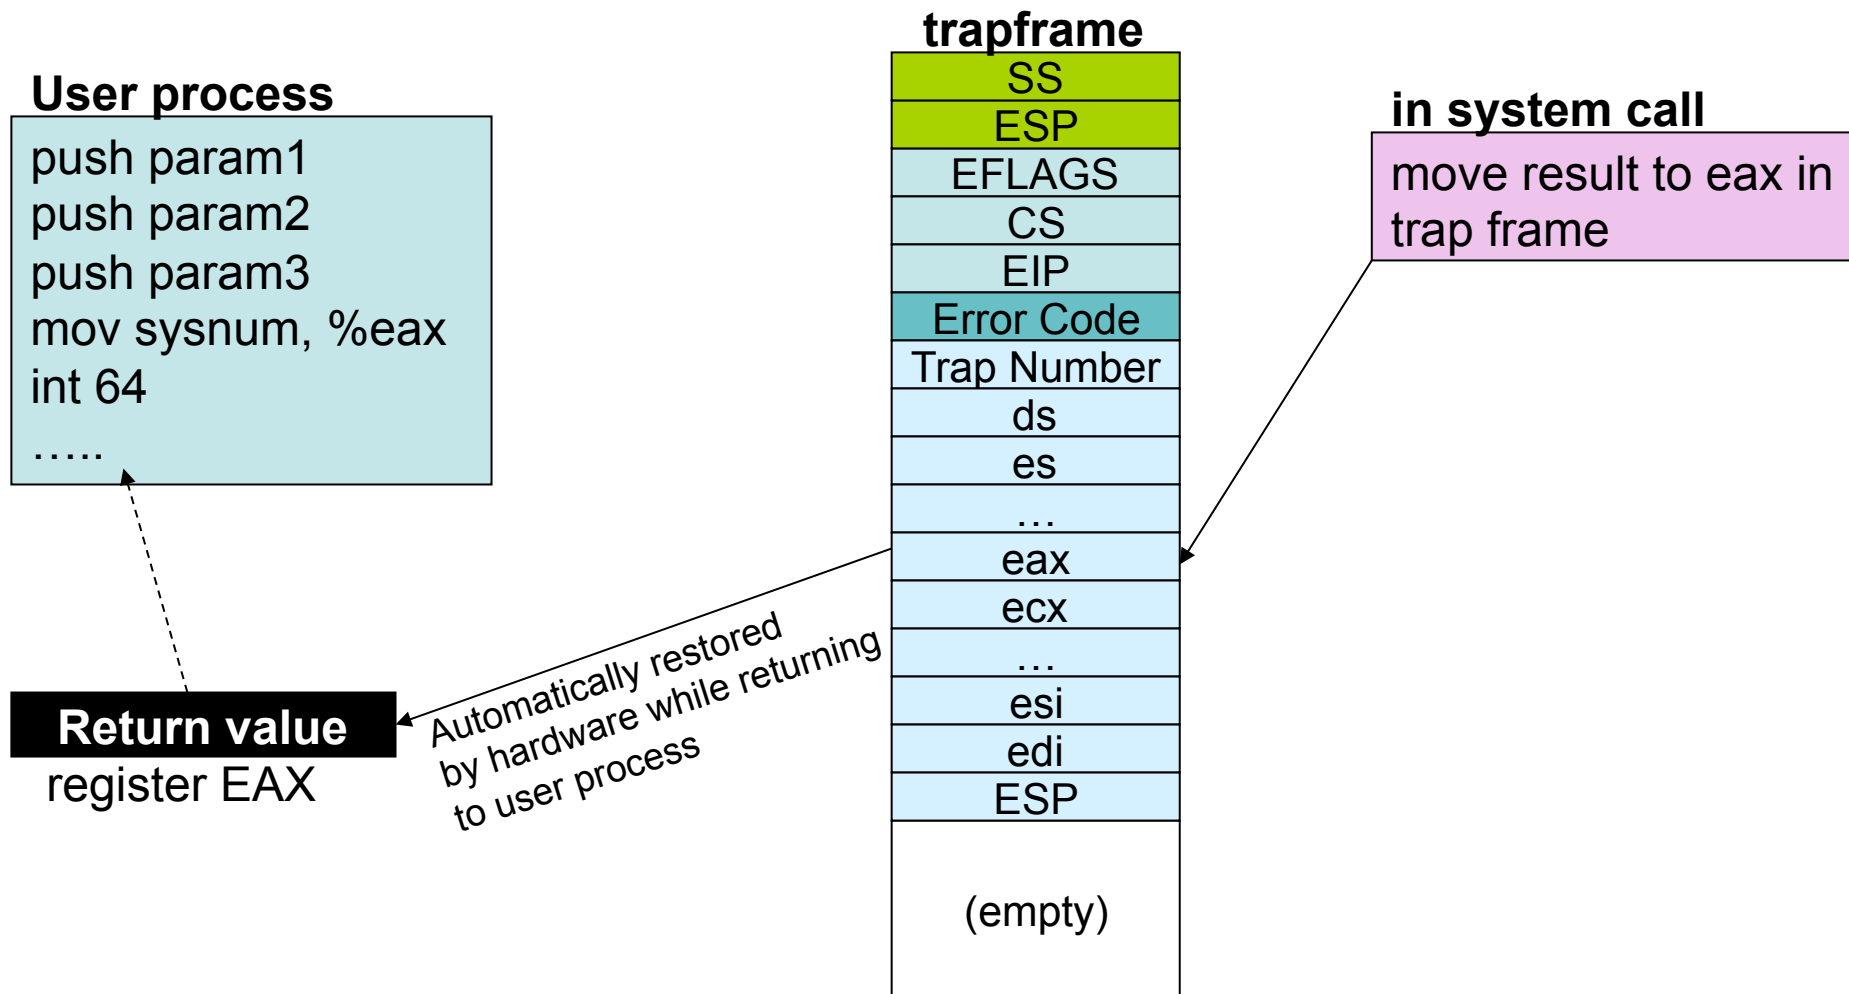 User process
push param1
push param2
push param3
mov sysnum, %eax
int 64
…..
Return value
register EAX
Automatically restored
by hardware while returning
to user process
trapframe
SS
ESP
EFLAGS
CS
EIP
Error Code
Trap Number
ds
es
…
eax
ecx
…
esi
edi
ESP
(empty)
in system call
move result to eax in
trap frame